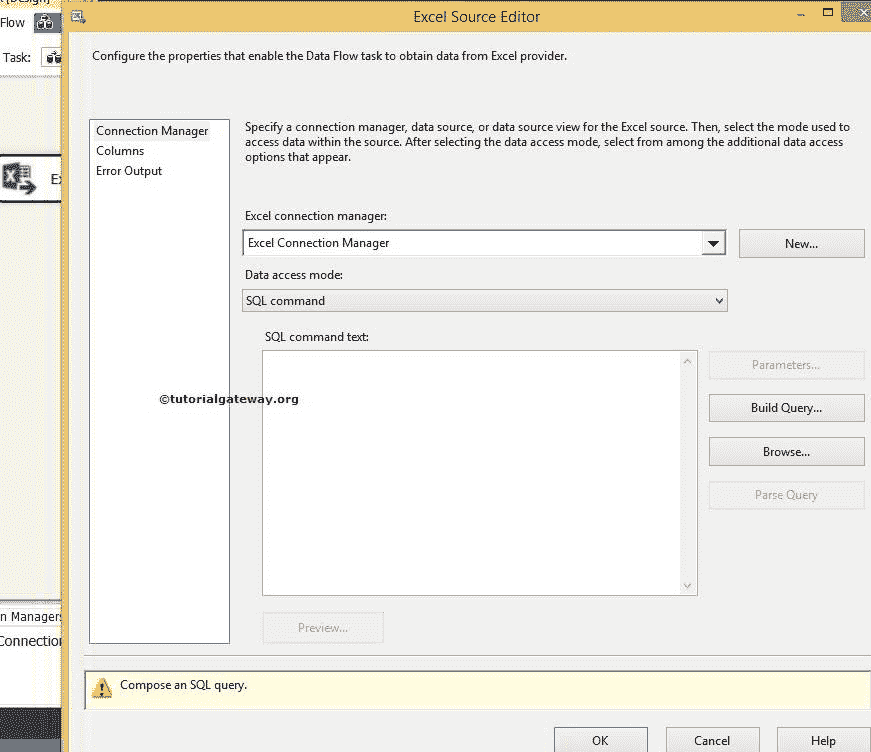 [Design]
Excel Source Editor
Flow
Task:
Configure the properties that enable the Data Flow task to obtain data from Excel provider.
Connection Manager
Columns
Error Output
Specify a connection manager, data source, or data source view for the Excel source. Then, select the mode used to
access data within the source. After selecting the data access mode, select from among the additional data access
options that appear.
Ex
Excel connection manager:
Excel Connection Manager
New...
Data access mode:
SQL command
SQL command text:
Parameters...
©tutorialgateway.org
Build Query...
Browse...
Parse Query
Preview...
n Managers
Connection
Compose an SQL query.
OK
Cancel
Help